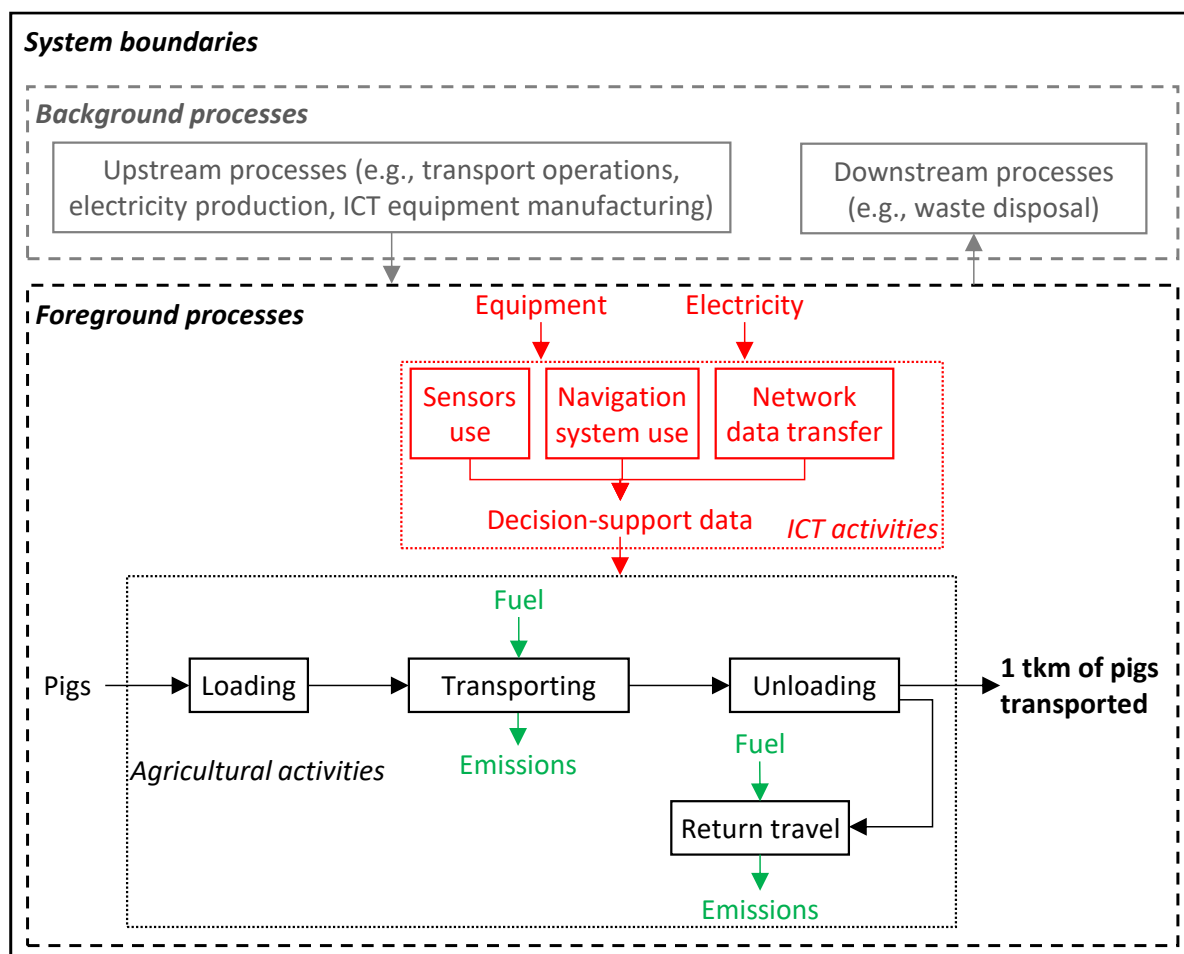 System boundaries
Background processes
Upstream processes (e.g., transport operations,
electricity production, ICT equipment manufacturing)
Downstream processes
(e.g., waste disposal)
Foreground processes
Equipment
Electricity
Sensors
use
Navigation
system use
Network
data transfer
Decision-support data
ICT activities
Fuel
Pigs
Loading
Transporting
Unloading
1 tkm of pigs
transported
Agricultural activities
Emissions
Fuel
Return travel
Emissions